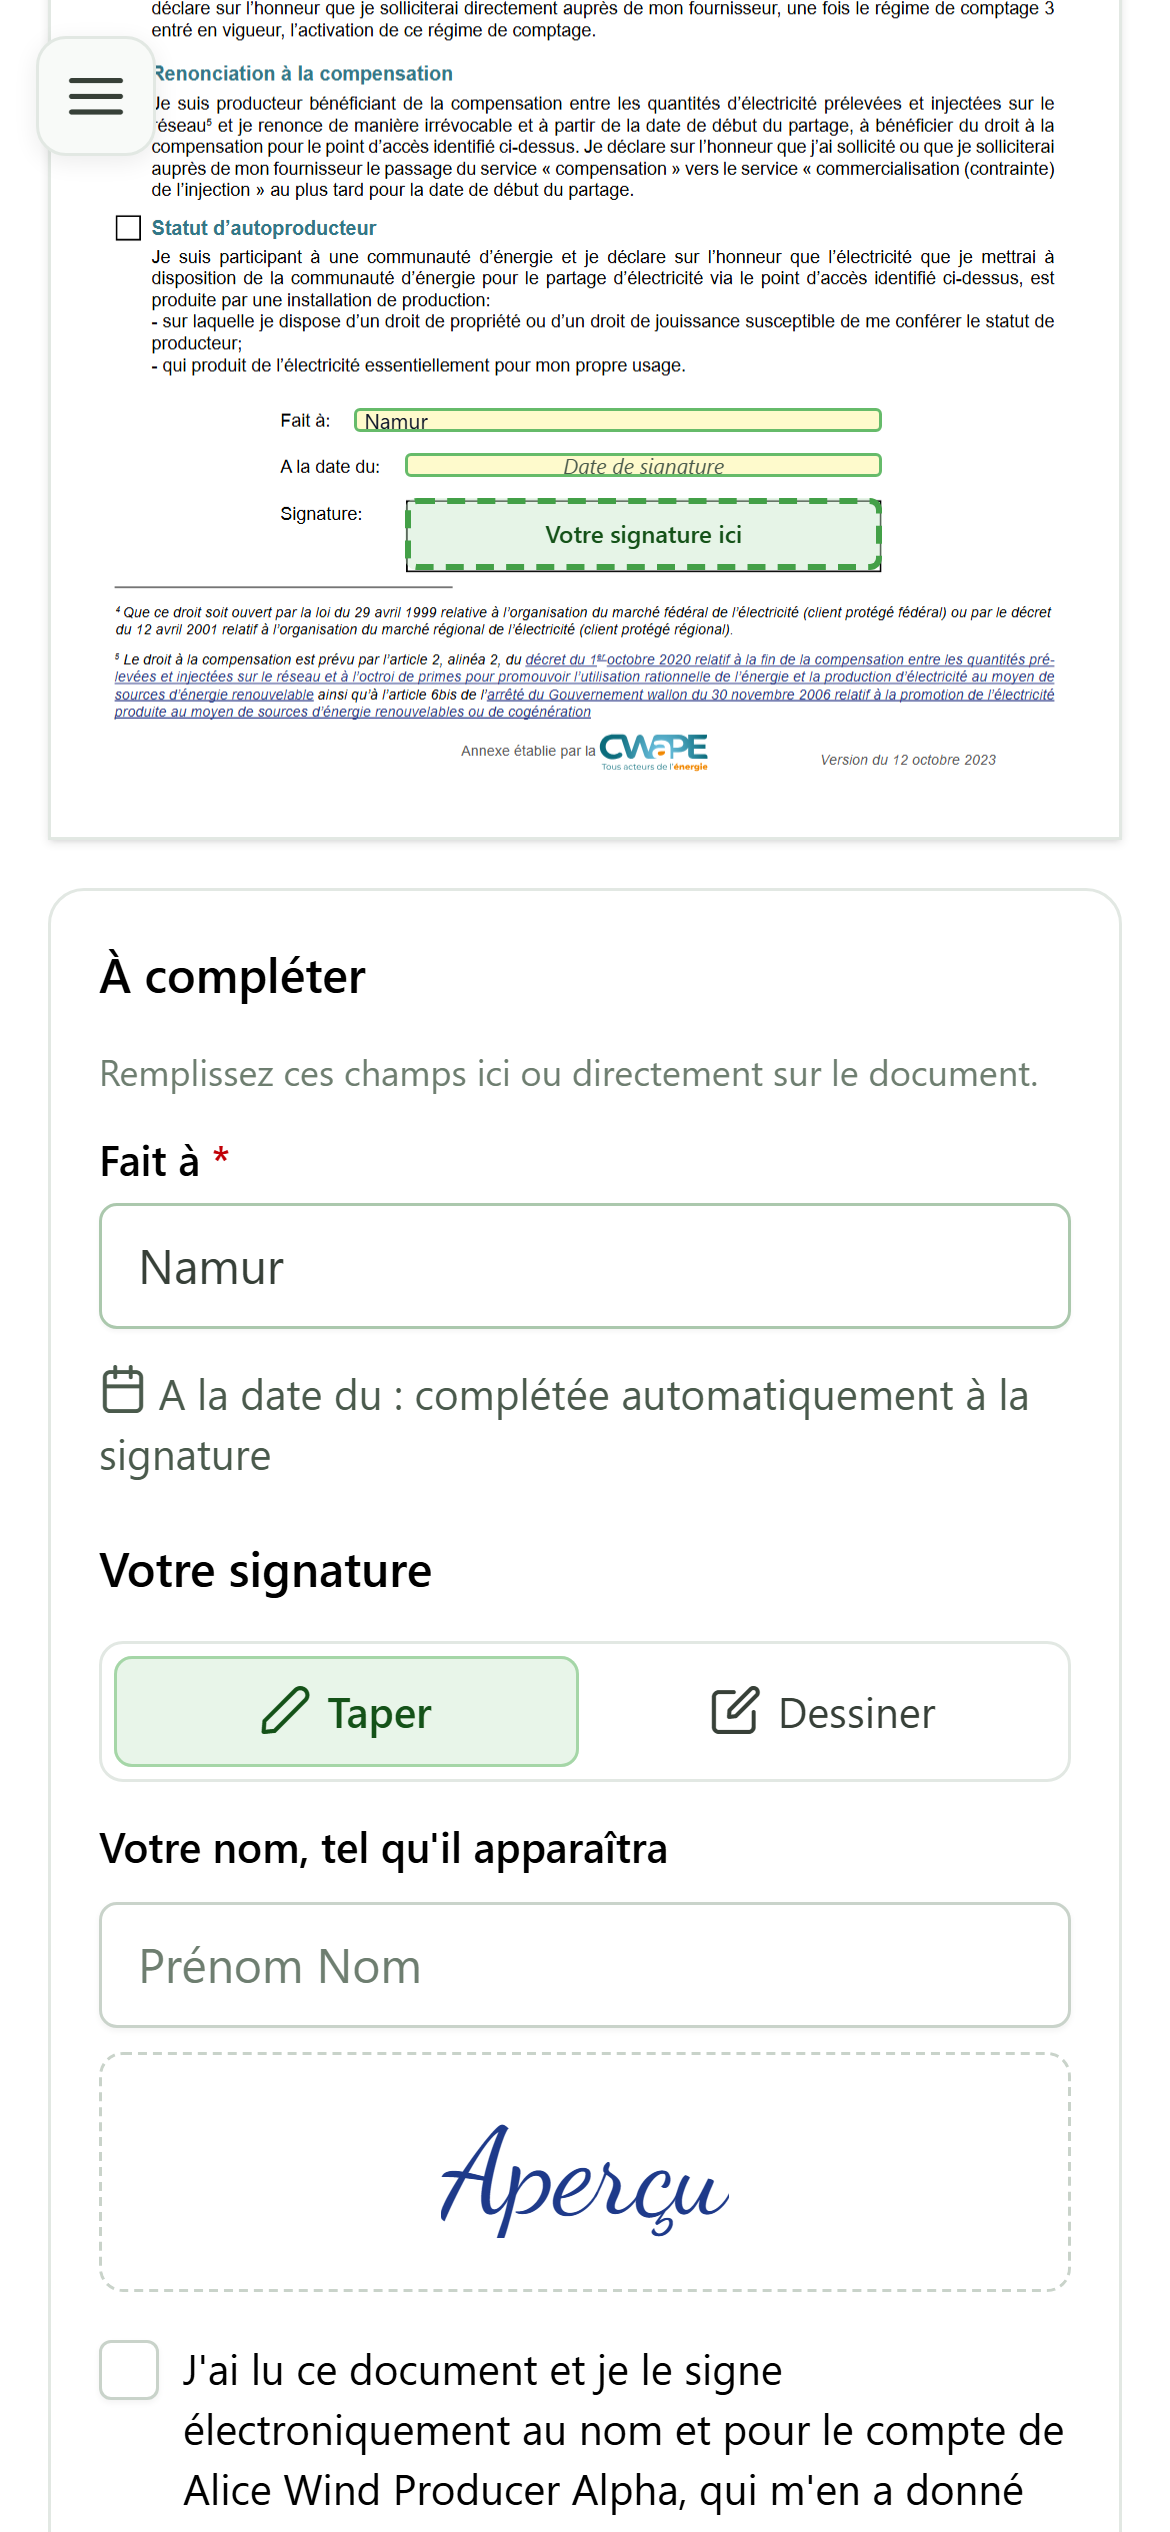 déclare sur l’honneur que je solliciterai directement auprès de mon fournisseur, une fois le régime de comptage 3
entré en vigueur, l’activation de ce régime de comptage.
Renonciation à la compensation
Je suis producteur bénéficiant de la compensation entre les quantités d’électricité prélevées et injectées sur le
réseau⁵ et je renonce de manière irrévocable et à partir de la date de début du partage, à bénéficier du droit à la
compensation pour le point d’accès identifié ci-dessus. Je déclare sur l’honneur que j’ai sollicité ou que je solliciterai
auprès de mon fournisseur le passage du service « compensation » vers le service « commercialisation (contrainte)
de l’injection » au plus tard pour la date de début du partage.
Statut d’autoproducteur
Je suis participant à une communauté d’énergie et je déclare sur l’honneur que l’électricité que je mettrai à
disposition de la communauté d’énergie pour le partage d’électricité via le point d’accès identifié ci-dessus, est
produite par une installation de production:
- sur laquelle je dispose d’un droit de propriété ou d’un droit de jouissance susceptible de me conférer le statut de
producteur;
- qui produit de l’électricité essentiellement pour mon propre usage.
Fait à: Namur
A la date du: Date de signature
Signature: Votre signature ici
⁴ Que ce droit soit ouvert par la loi du 29 avril 1999 relative à l’organisation du marché fédéral de l’électricité (client protégé fédéral) ou par le décret
du 12 avril 2001 relatif à l’organisation du marché régional de l’électricité (client protégé régional).
⁵ Le droit à la compensation est prévu par l’article 2, alinéa 2, du décret du 1er octobre 2020 relatif à la fin de la compensation entre les quantités pré-
levées et injectées sur le réseau et à l’octroi de primes pour promouvoir l’utilisation rationnelle de l’énergie et la production d’électricité au moyen de
sources d’énergie renouvelable ainsi qu’à l’article 6bis de l’arrêté du Gouvernement wallon du 30 novembre 2006 relatif à la promotion de l’électricité
produite au moyen de sources d’énergie renouvelables ou de cogénération
Annexe établie par la CWaPE
Tous acteurs de l’énergie
Version du 12 octobre 2023
À compléter
Remplissez ces champs ici ou directement sur le document.
Fait à *
Namur
A la date du : complétée automatiquement à la
signature
Votre signature
Taper Dessiner
Votre nom, tel qu'il apparaîtra
Prénom Nom
Aperçu
J'ai lu ce document et je le signe
électroniquement au nom et pour le compte de
Alice Wind Producer Alpha, qui m'en a donné